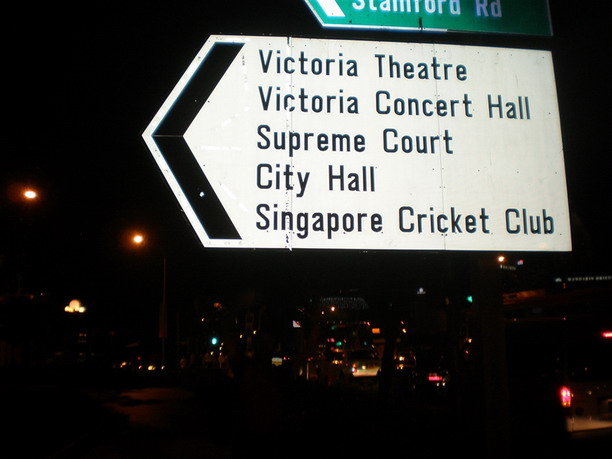 Stamford Rd
Victoria Theatre
Victoria Concert Hall
Supreme Court
City Hall
Singapore Cricket Club